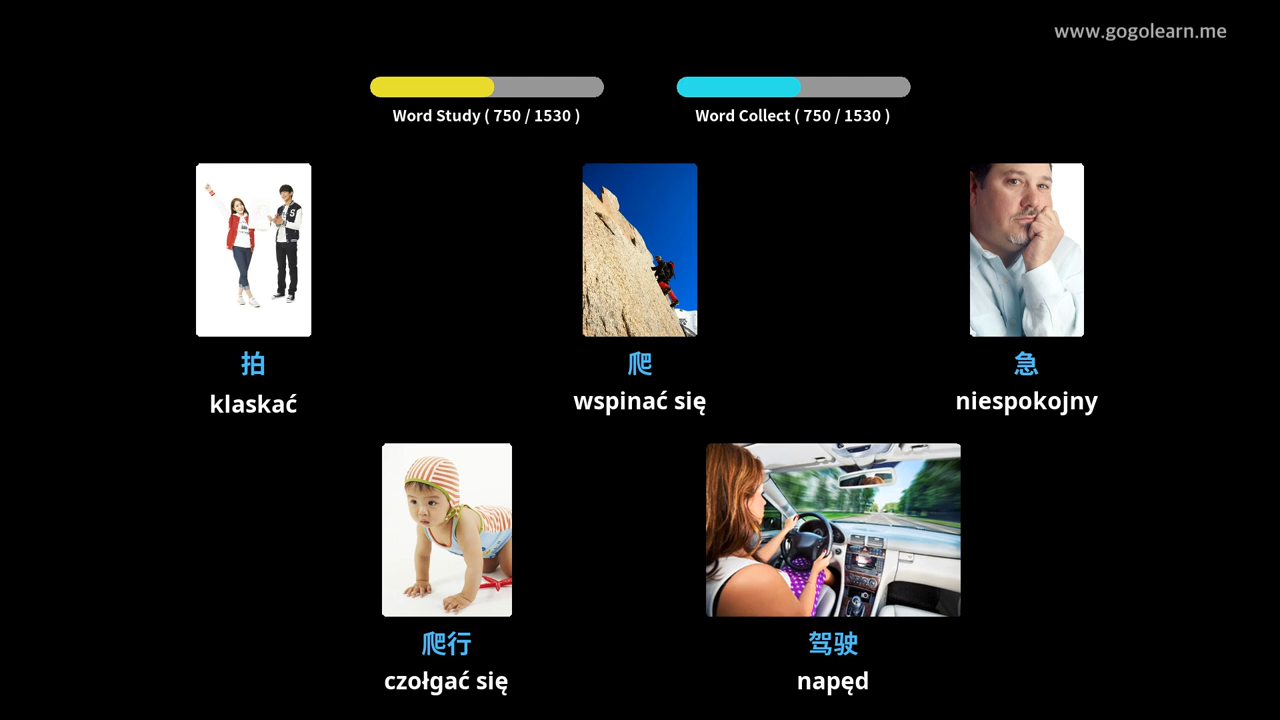 www.gogolearn.me
Word Study ( 750 / 1530 )
Word Collect ( 750 / 1530 )
拍
klaskać
爬
wspinać się
急
niespokojny
爬行
czołgać się
驾驶
napęd